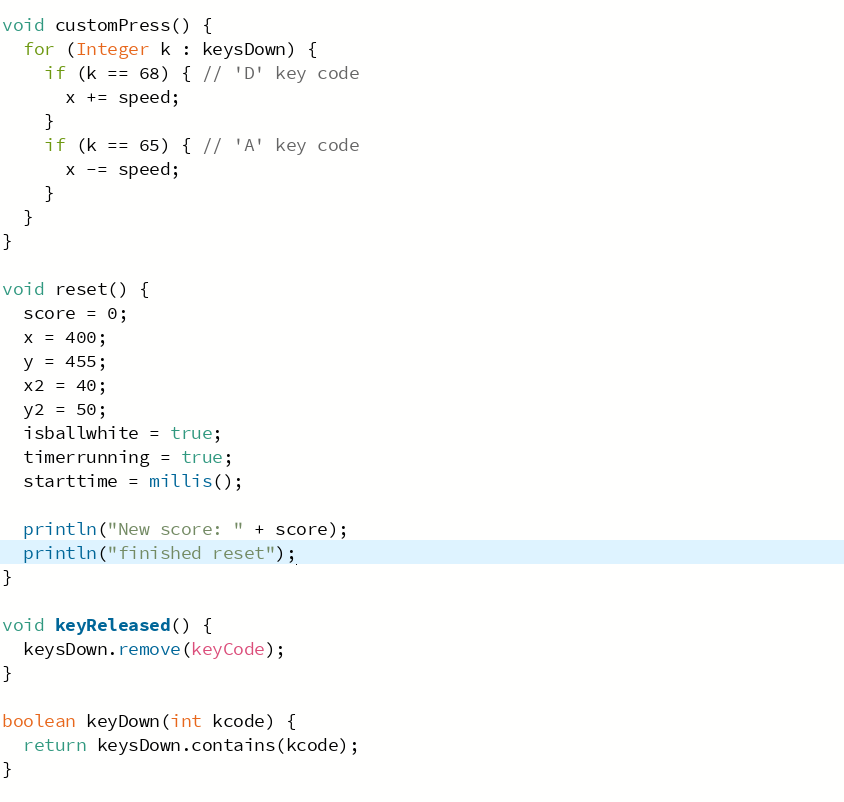 void customPress() {
  for (Integer k : keysDown) {
    if (k == 68) { // 'D' key code
      x += speed;
    }
    if (k == 65) { // 'A' key code
      x -= speed;
    }
  }
}

void reset() {
  score = 0;
  x = 400;
  y = 455;
  x2 = 40;
  y2 = 50;
  isballwhite = true;
  timerrunning = true;
  starttime = millis();

  println("New score: " + score);
  println("finished reset");
}

void keyReleased() {
  keysDown.remove(keyCode);
}

boolean keyDown(int kcode) {
  return keysDown.contains(kcode);
}